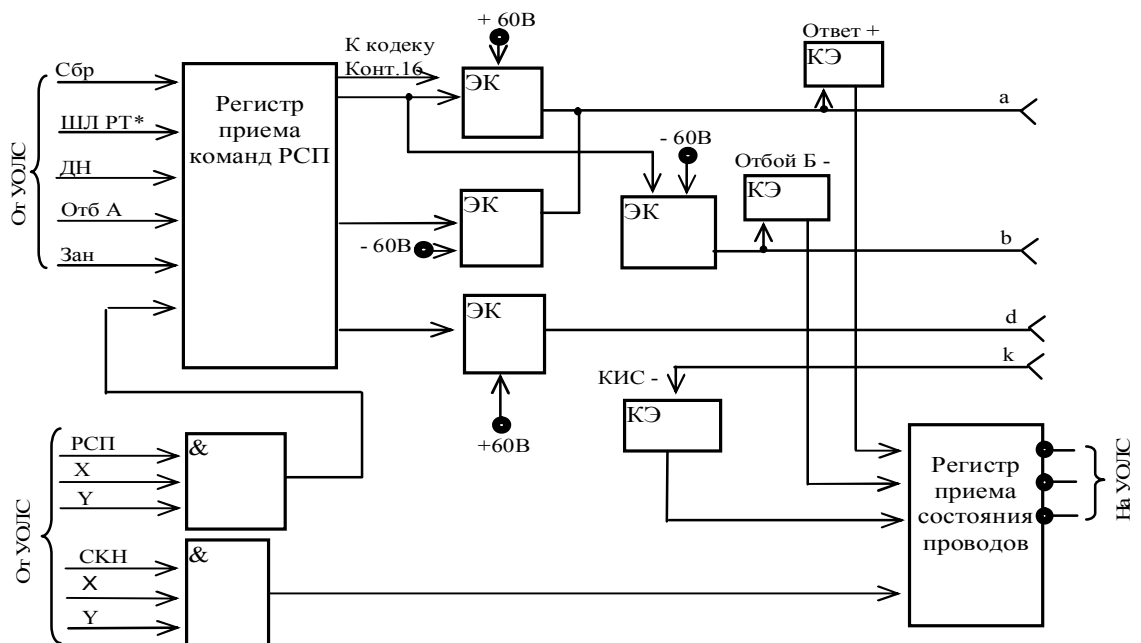 + 60В
Ответ +
К кодеку
Конт.16
КЭ
Сбр
ЭК
Регистр
приема
команд РСП
а
ШЛ РТ*
- 60В
Отбой Б -
От УОЛС
ДН
КЭ
ЭК
ЭК
Отб А
- 60В
b
Зан
ЭК
d
k
КИС -
КЭ
+60В
РСП
&
X
Y
Регистр
приема
состояния
проводов
На УОЛС
От УОЛС
СКН
&
X
Y